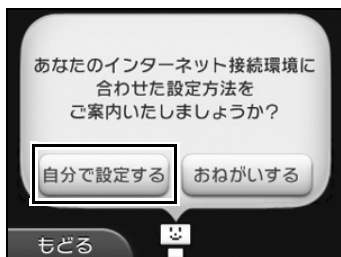 あなたのインターネット接続環境に
合わせた設定方法を
ご案内いたしましょうか?
自分で設定する おねがいする
もどる